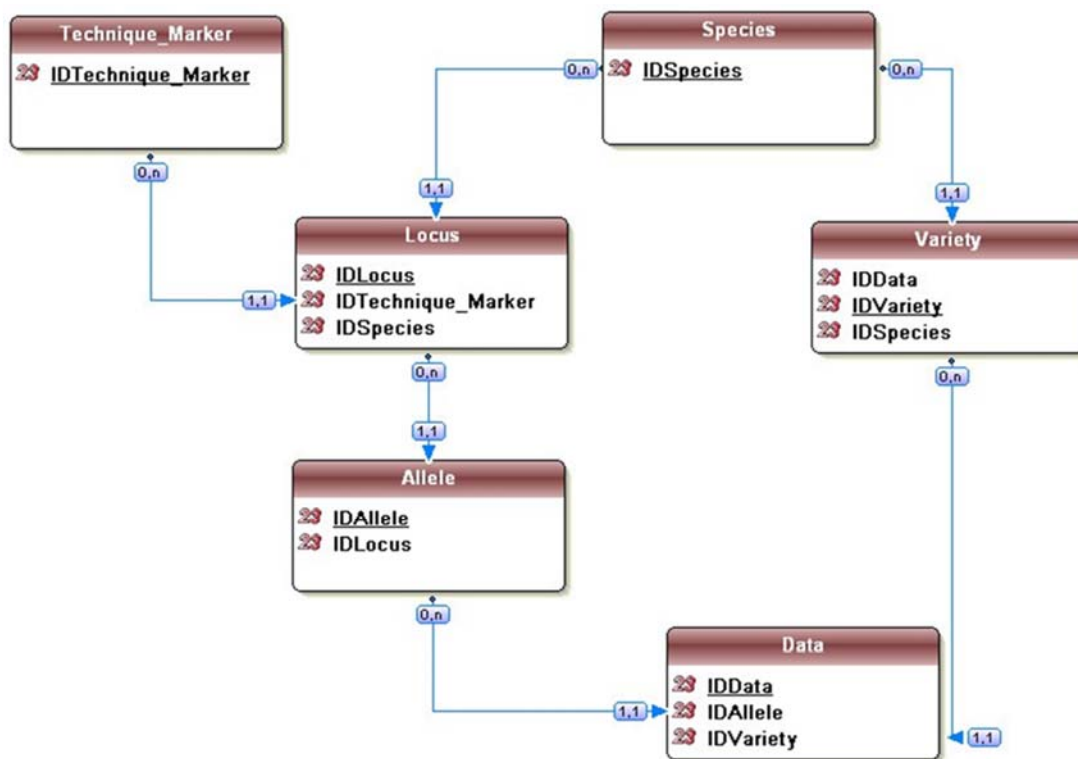 Technique_Marker
IDTechnique_Marker
0,n
Species
0,n
IDSpecies
0,n
1,1
1,1
1,1
Locus
IDLocus
IDTechnique_Marker
IDSpecies
Variety
IDData
IDVariety
IDSpecies
0,n
0,n
1,1
Allele
IDAllele
IDLocus
0,n
Data
IDData
1,1
IDAllele
IDVariety
1,1